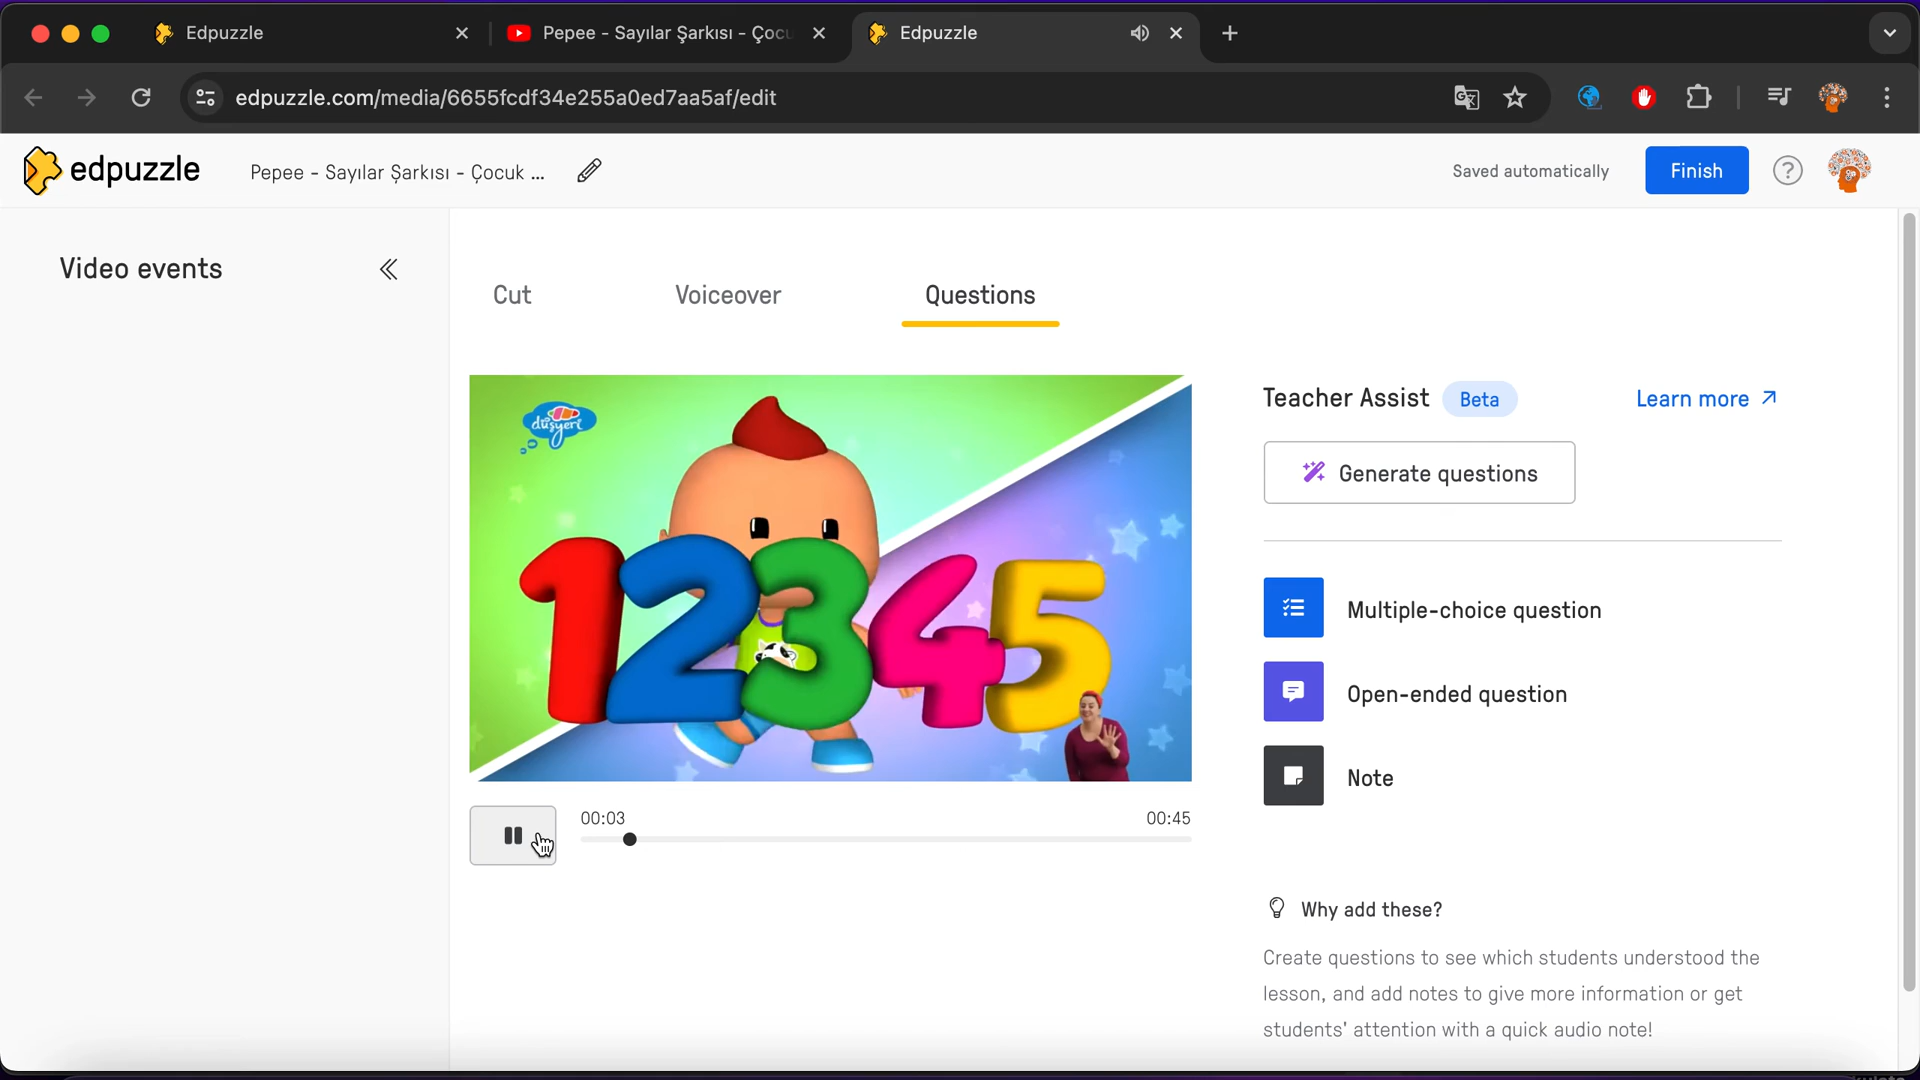 Edpuzzle
Pepee - Sayılar Şarkısı - Çocu
Edpuzzle
edpuzzle.com/media/6655fcdf34e255a0ed7aa5af/edit
edpuzzle
Pepee - Sayılar Şarkısı - Çocuk ...
Saved automatically
Finish
?
Video events
Cut
Voiceover
Questions
düşyeri
12345
00:03
00:45
Teacher Assist
Beta
Learn more
Generate questions
Multiple-choice question
Open-ended question
Note
Why add these?
Create questions to see which students understood the
lesson, and add notes to give more information or get
students' attention with a quick audio note!